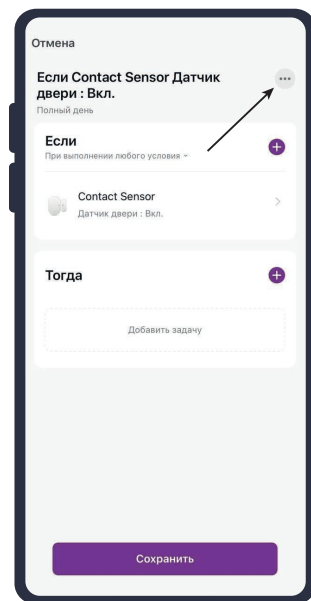 Отмена
Если Contact Sensor Датчик
двери : Вкл.
Полный день
Если
При выполнении любого условия
Contact Sensor
Датчик двери : Вкл.
Тогда
Добавить задачу
Сохранить